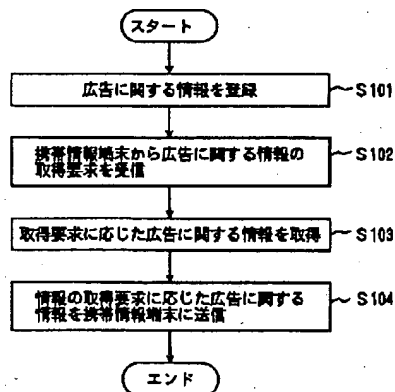 スタート
広告に関する情報を登録
S101
携帯情報端末から広告に関する情報の
取得要求を受信
S102
取得要求に応じた広告に関する情報を取得
S103
情報の取得要求に応じた広告に関する
情報を携帯情報端末に送信
S104
エンド